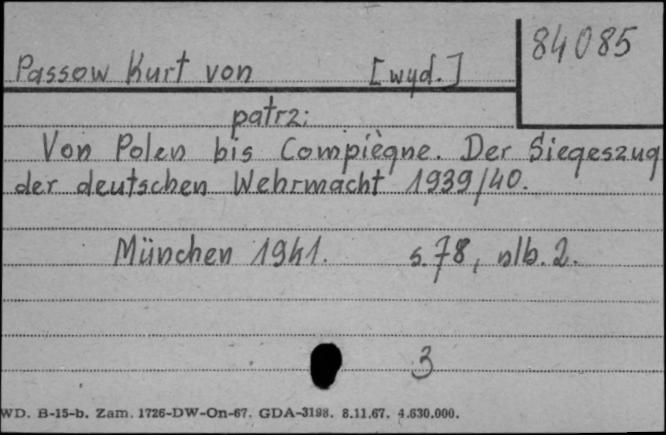 84085
Passow Kurt von [wyd.]
patrz:
Von Polen bis Compiègne. Der Siegeszug
der deutschen Wehrmacht 1939/40.
München 1941. s. 78, nlb. 2.
3
WD. B-15-b. Zam. 1726-DW-On-67. GDA-3198. 8.11.67. 4.630.000.